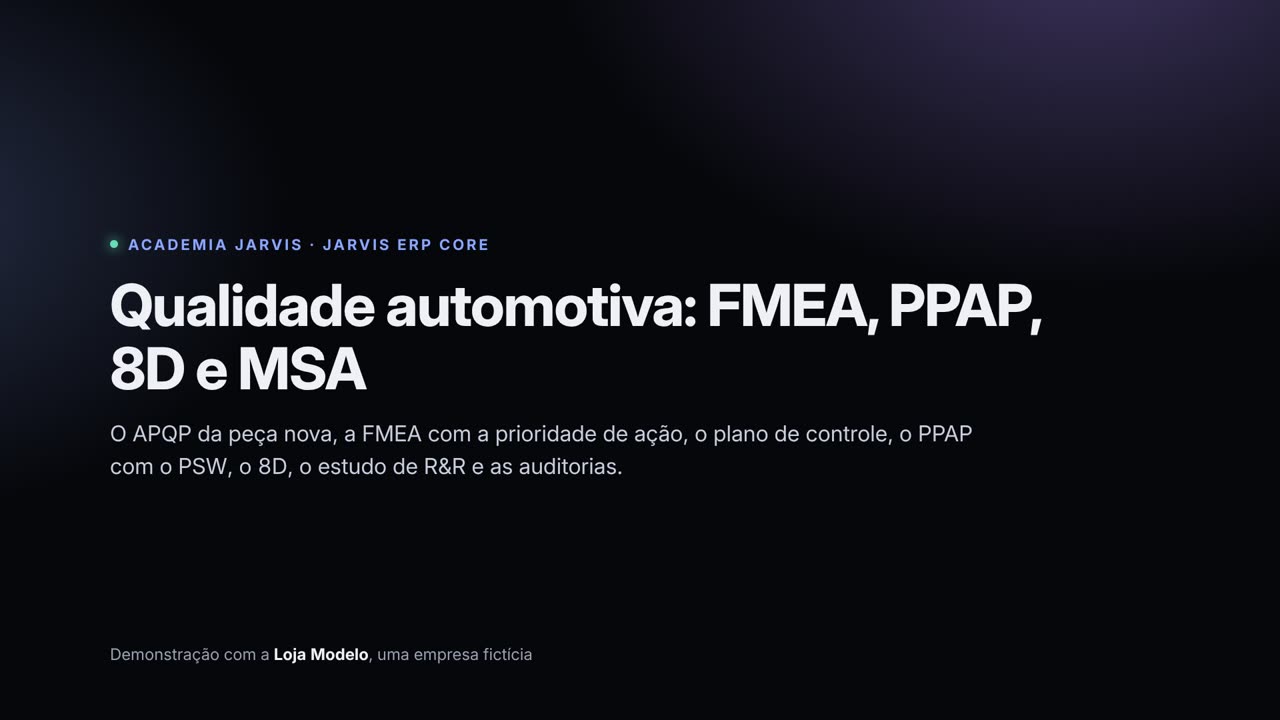 ACADEMIA JARVIS · JARVIS ERP CORE
Qualidade automotiva: FMEA, PPAP,
8D e MSA
O APQP da peça nova, a FMEA com a prioridade de ação, o plano de controle, o PPAP
com o PSW, o 8D, o estudo de R&R e as auditorias.
Demonstração com a Loja Modelo, uma empresa fictícia